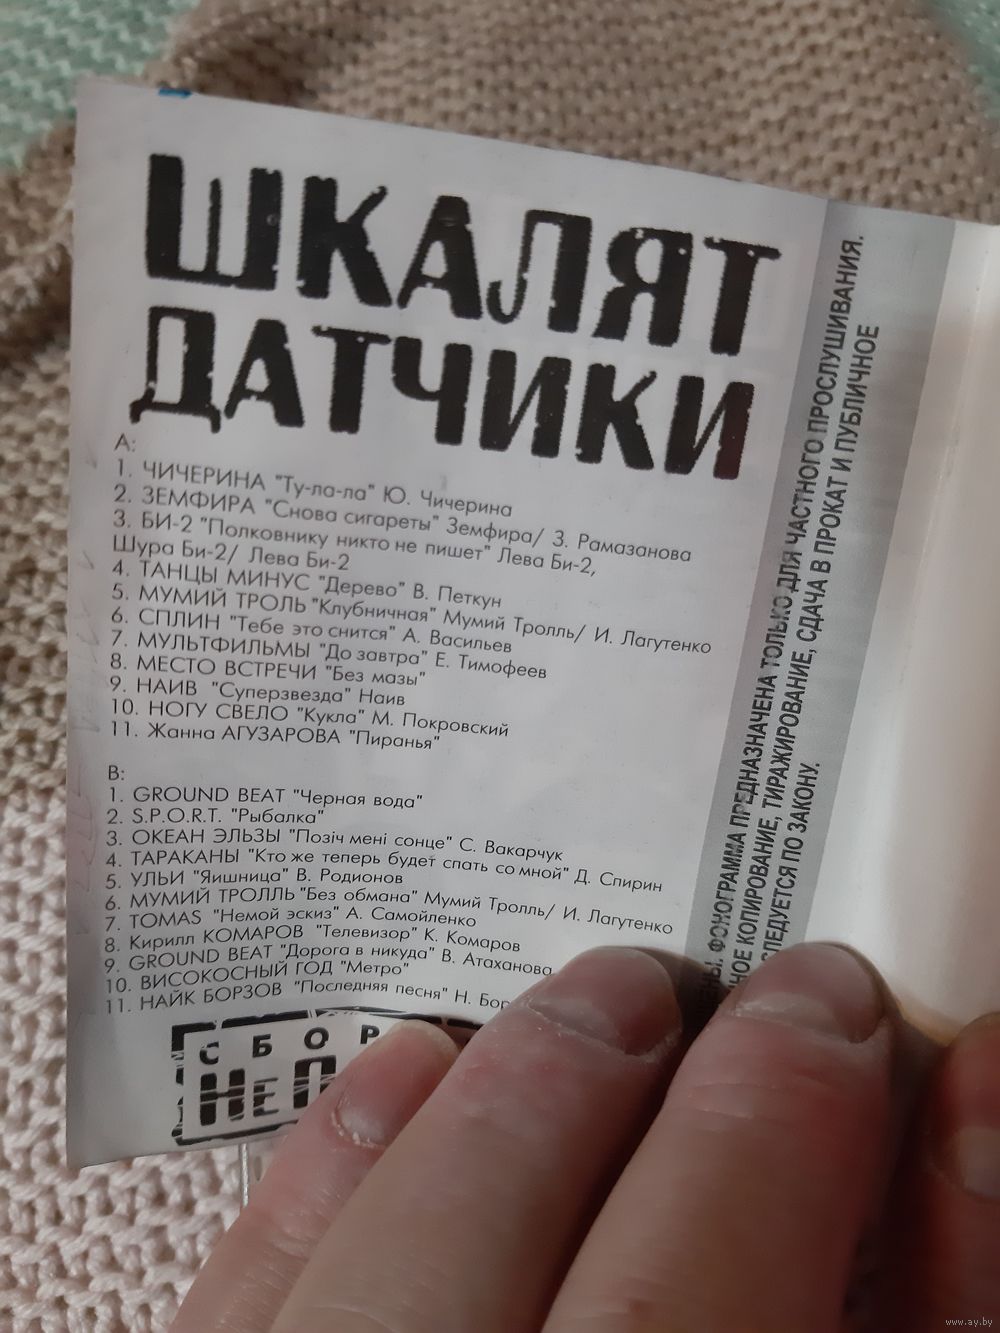 ШКАЛЯТ
ДАТЧИКИ
А:
1. ЧИЧЕРИНА "Ту-ла-ла" Ю. Чичерина
2. ЗЕМФИРА "Снова сигареты" Земфира/ З. Рамазанова
3. БИ-2 "Полковнику никто не пишет" Лева Би-2,
Шура Би-2/ Лева Би-2
4. ТАНЦЫ МИНУС "Дерево" В. Петкун
5. МУМИЙ ТРОЛЬ "Клубничная" Мумий Тролль/ И. Лагутенко
6. СПЛИН "Тебе это снится" А. Васильев
7. МУЛЬТФИЛЬМЫ "До завтра" Е. Тимофеев
8. МЕСТО ВСТРЕЧИ "Без мазы"
9. НАИВ "Суперзвезда" Наив
10. НОГУ СВЕЛО "Кукла" М. Покровский
11. Жанна АГУЗАРОВА "Пиранья"
В:
1. GROUND BEAT "Черная вода"
2. S.P.O.R.T. "Рыбалка"
3. ОКЕАН ЭЛЬЗЫ "Позіч мені сонце" С. Вакарчук
4. ТАРАКАНЫ "Кто же теперь будет спать со мной" Д. Спирин
5. УЛЬИ "Яишница" В. Родионов
6. МУМИЙ ТРОЛЛЬ "Без обмана" Мумий Тролль/ И. Лагутенко
7. TOMAS "Немой эскиз" А. Самойленко
8. Кирилл КОМАРОВ "Телевизор" К. Комаров
9. GROUND BEAT "Дорога в никуда" В. Атаханова
10. ВИСОКОСНЫЙ ГОД "Метро"
11. НАЙК БОРЗОВ "Последняя песня" Н. Бор
СБОР
НЕП
ФОНОГРАММА ПРЕДНАЗНАЧЕНА ТОЛЬКО ДЛЯ ЧАСТНОГО ПРОСЛУШИВАНИЯ.
КОПИРОВАНИЕ, ТИРАЖИРОВАНИЕ, СДАЧА В ПРОКАТ И ПУБЛИЧНОЕ
СЛЕДУЕТСЯ ПО ЗАКОНУ.
www.ay.by